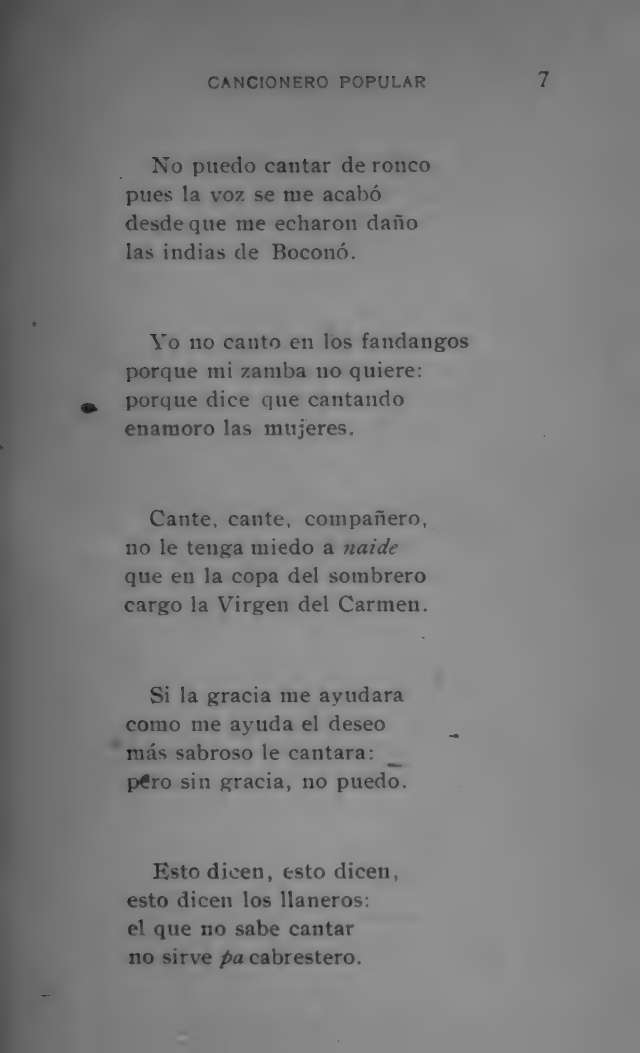 CANCIONERO POPULAR 7
No puedo cantar de ronco
pues la voz se me acabó
desde que me echaron daño
las indias de Boconó.
Yo no canto en los fandangos
porque mi zamba no quiere:
porque dice que cantando
enamoro las mujeres.
Cante, cante, compañero,
no le tenga miedo a naide
que en la copa del sombrero
cargo la Virgen del Carmen.
Si la gracia me ayudara
como me ayuda el deseo
más sabroso le cantara:
pero sin gracia, no puedo.
Esto dicen, esto dicen,
esto dicen los llaneros:
el que no sabe cantar
no sirve pa cabrestero.